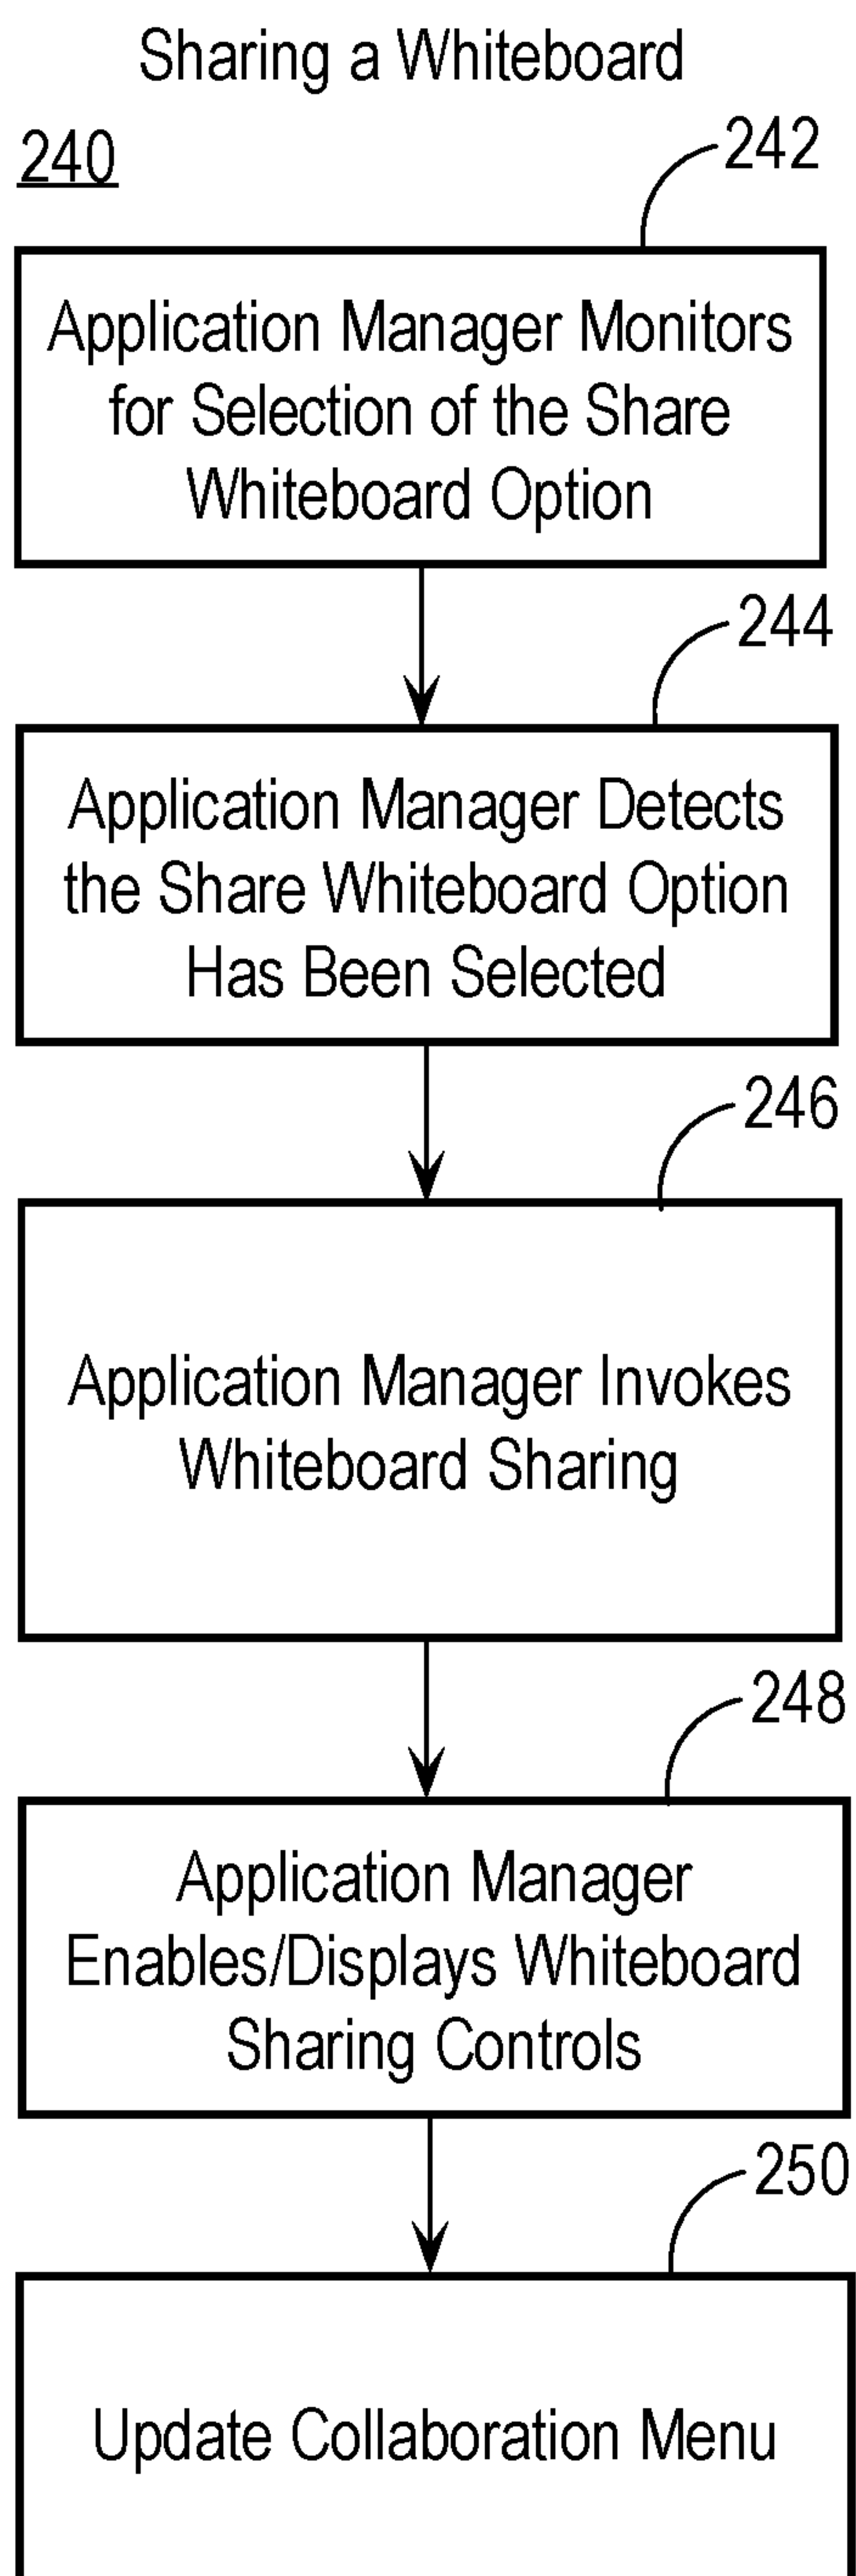 Sharing a Whiteboard
240
242
Application Manager Monitors
for Selection of the Share
Whiteboard Option
244
Application Manager Detects
the Share Whiteboard Option
Has Been Selected
246
Application Manager Invokes
Whiteboard Sharing
248
Application Manager
Enables/Displays Whiteboard
Sharing Controls
250
Update Collaboration Menu